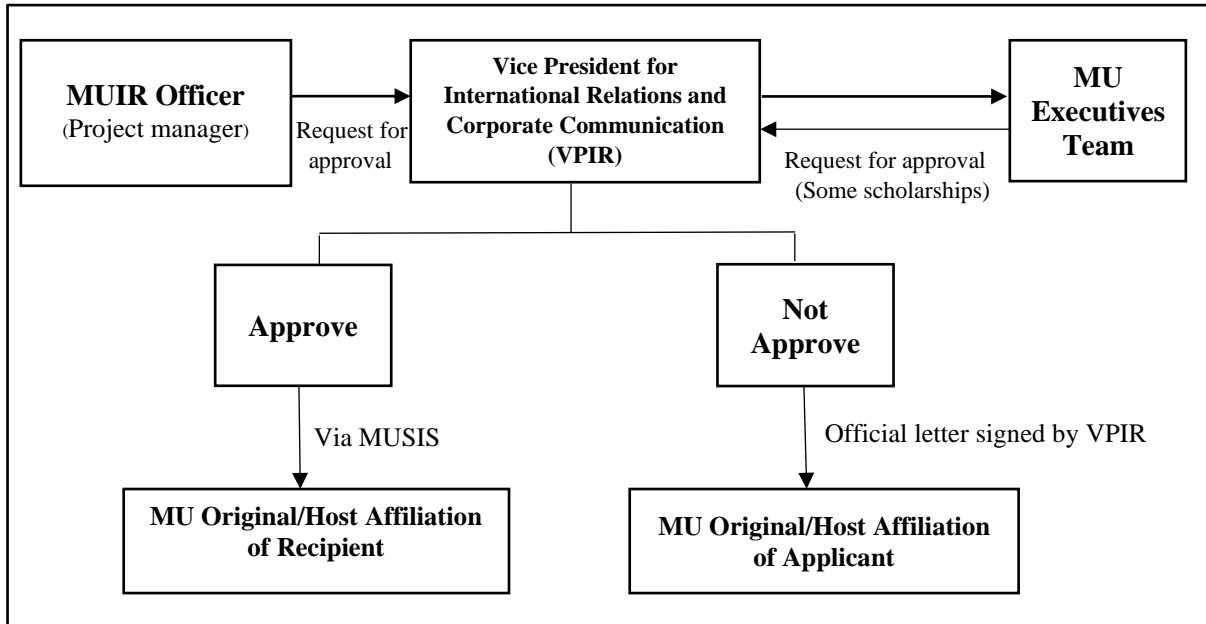 MUIR Officer
(Project manager)
Request for
approval
Vice President for
International Relations and
Corporate Communication
(VPIR)
Request for approval
(Some scholarships)
MU
Executives
Team
Approve
Not
Approve
Via MUSIS
Official letter signed by VPIR
MU Original/Host Affiliation
of Recipient
MU Original/Host Affiliation
of Applicant